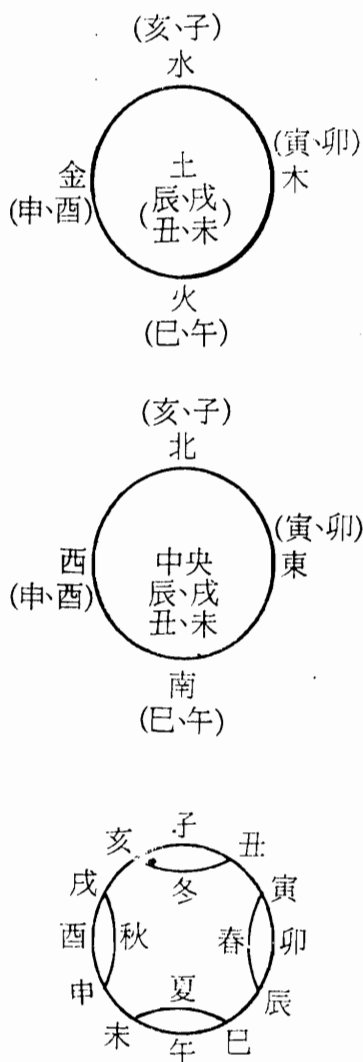 (亥、子)
水
(寅、卯)
金 土 木
(申、酉) (辰、戌
丑、未)
火
(巳、午)
(亥、子)
北
(寅、卯)
西 中央 東
(申、酉) 辰、戌
丑、未
南
(巳、午)
子
亥 丑
冬
戌 寅
酉 秋 春 卯
申 辰
夏
未 巳
午